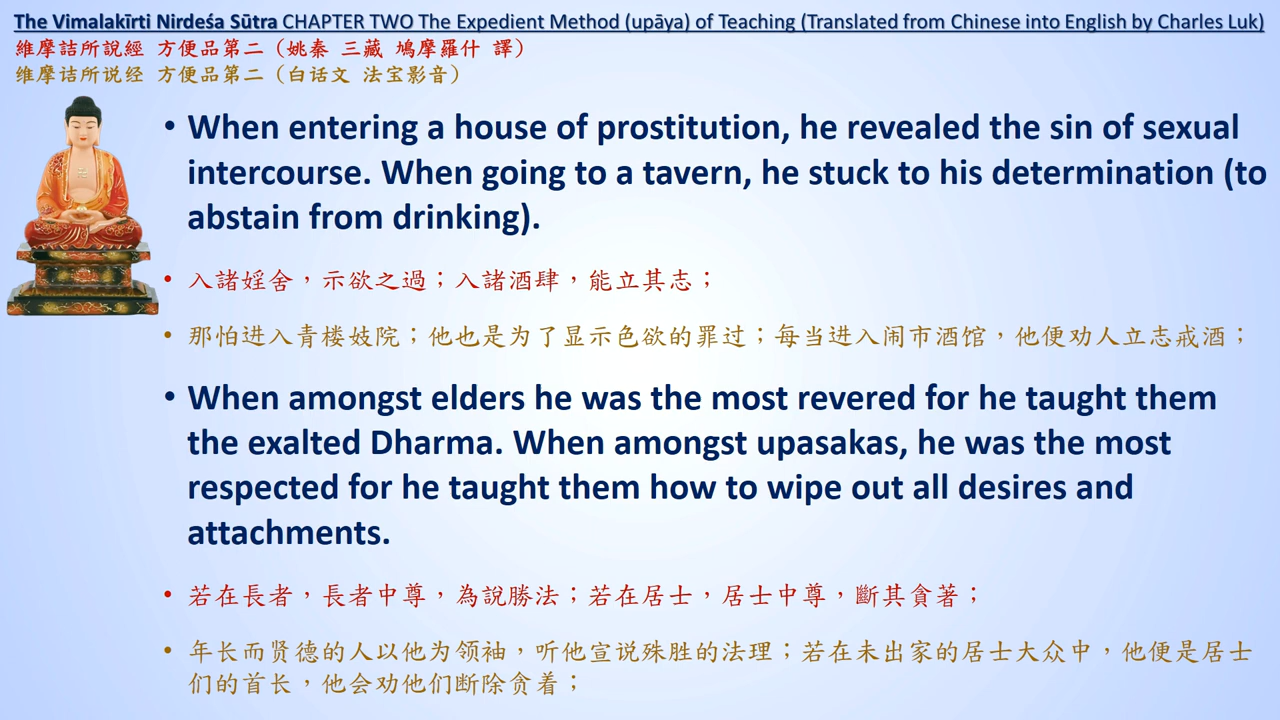 The Vimalakīrti Nirdeśa Sūtra CHAPTER TWO The Expedient Method (upāya) of Teaching (Translated from Chinese into English by Charles Luk)
維摩詰所說經 方便品第二（姚秦 三藏 鳩摩羅什 譯）
维摩诘所说经 方便品第二（白话文 法宝影音）
• When entering a house of prostitution, he revealed the sin of sexual
intercourse. When going to a tavern, he stuck to his determination (to
abstain from drinking).
• 入諸婬舍，示欲之過；入諸酒肆，能立其志；
• 那怕进入青楼妓院；他也是为了显示色欲的罪过；每当进入闹市酒馆，他便劝人立志戒酒；
• When amongst elders he was the most revered for he taught them
the exalted Dharma. When amongst upasakas, he was the most
respected for he taught them how to wipe out all desires and
attachments.
• 若在長者，長者中尊，為說勝法；若在居士，居士中尊，斷其貪著；
• 年长而贤德的人以他为领袖，听他宣说殊胜的法理；若在未出家的居士大众中，他便是居士
们的首长，他会劝他们断除贪着；